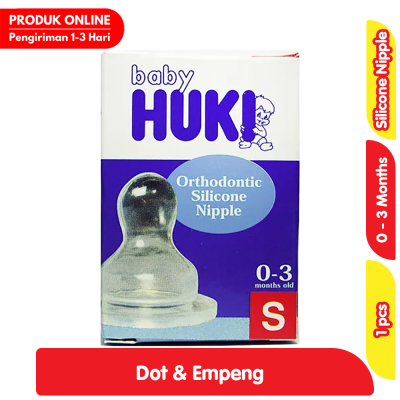 PRODUK ONLINE
Pengiriman 1-3 Hari
baby
HUKI
Orthodontic
Silicone
Nipple
0-3
months old
S
Silicone Nipple
0 - 3 Months
1 pcs
Dot & Empeng